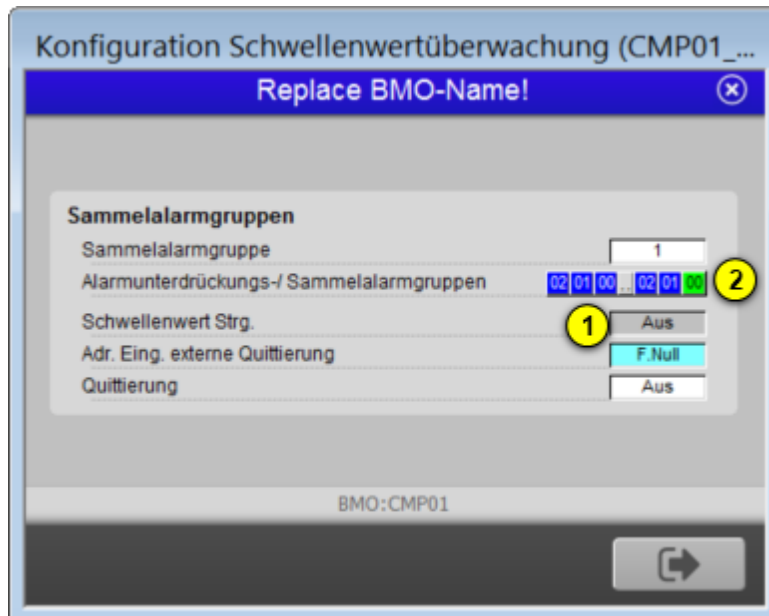 Konfiguration Schwellenwertüberwachung (CMP01_...
Replace BMO-Name!
Sammelalarmgruppen
Sammelalarmgruppe 1
Alarmunterdrückungs-/ Sammelalarmgruppen 02 01 00 .. 02 01 00 2
Schwellenwert Strg. 1 Aus
Adr. Eing. externe Quittierung F.Null
Quittierung Aus
BMO:CMP01